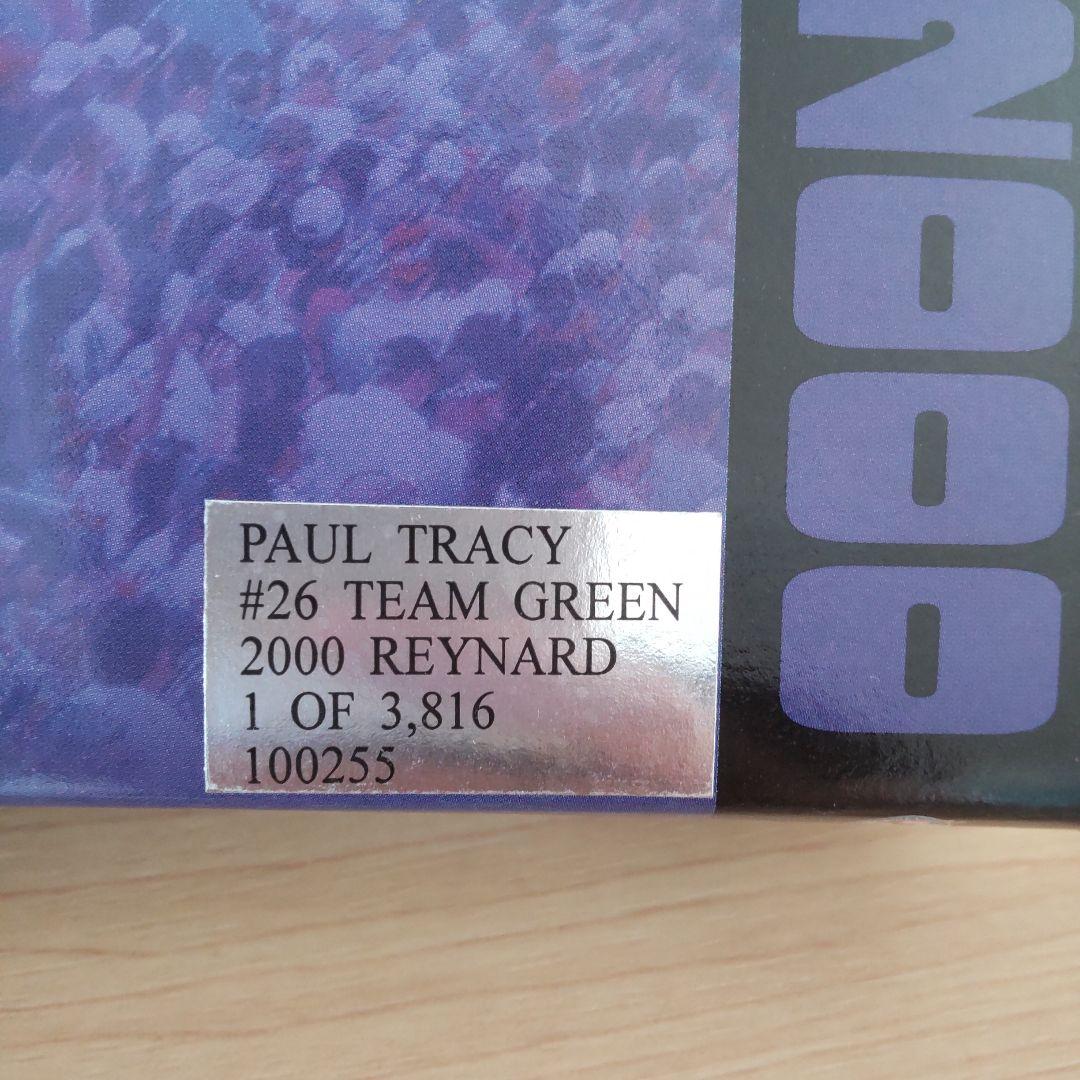 2000
PAUL TRACY
#26 TEAM GREEN
2000 REYNARD
1 OF 3,816
100255